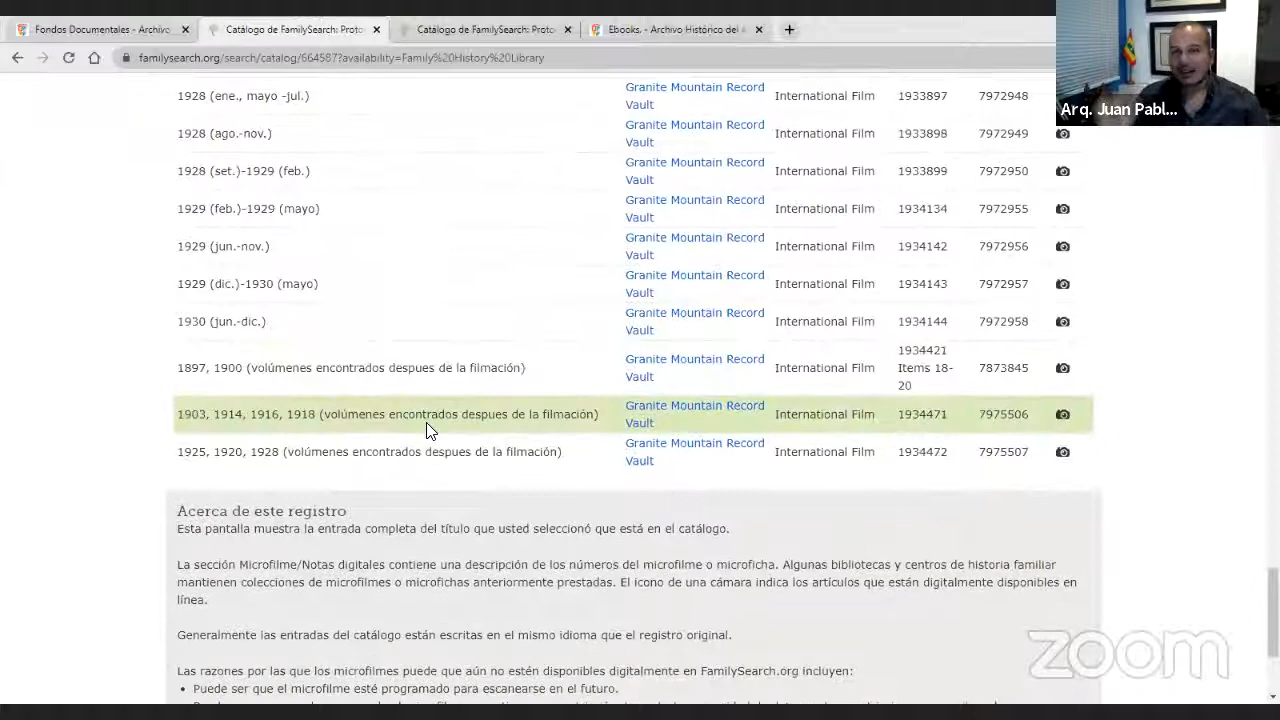 Fondos Documentales - Archivo
Catálogo de FamilySearch: Proto
Catálogo de FamilySearch: Proto
Ebooks. - Archivo Histórico del
Arq. Juan Pabl...
1928 (ene., mayo -jul.) Granite Mountain Record Vault International Film 1933897 7972948
1928 (ago.-nov.) Granite Mountain Record Vault International Film 1933898 7972949
1928 (set.)-1929 (feb.) Granite Mountain Record Vault International Film 1933899 7972950
1929 (feb.)-1929 (mayo) Granite Mountain Record Vault International Film 1934134 7972955
1929 (jun.-nov.) Granite Mountain Record Vault International Film 1934142 7972956
1929 (dic.)-1930 (mayo) Granite Mountain Record Vault International Film 1934143 7972957
1930 (jun.-dic.) Granite Mountain Record Vault International Film 1934144 7972958
1897, 1900 (volúmenes encontrados despues de la filmación) Granite Mountain Record Vault International Film 1934421 Items 18-20 7873845
1903, 1914, 1916, 1918 (volúmenes encontrados despues de la filmación) Granite Mountain Record Vault International Film 1934471 7975506
1925, 1920, 1928 (volúmenes encontrados despues de la filmación) Granite Mountain Record Vault International Film 1934472 7975507
Acerca de este registro
Esta pantalla muestra la entrada completa del título que usted seleccionó que está en el catálogo.
La sección Microfilme/Notas digitales contiene una descripción de los números del microfilme o microficha. Algunas bibliotecas y centros de historia familiar
mantienen colecciones de microfilmes o microfichas anteriormente prestadas. El icono de una cámara indica los artículos que están digitalmente disponibles en
línea.
Generalmente las entradas del catálogo están escritas en el mismo idioma que el registro original.
Las razones por las que los microfilmes puede que aún no estén disponibles digitalmente en FamilySearch.org incluyen:
• Puede ser que el microfilme esté programado para escanearse en el futuro.
zoom